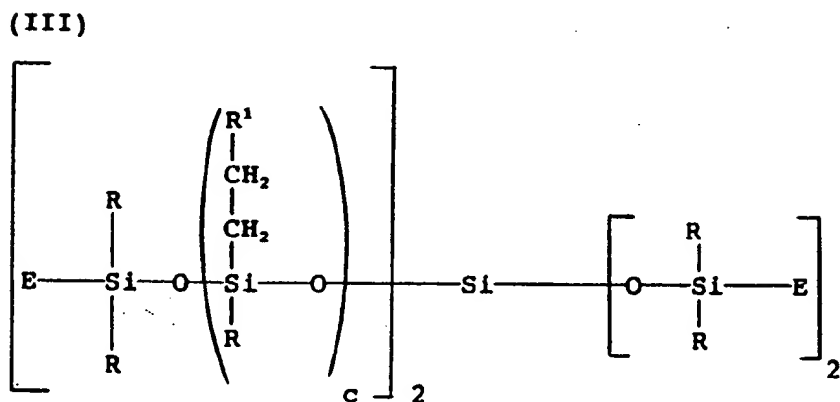 (III)
R¹
CH₂
R CH₂ R
E Si O Si O Si O Si E
R R R
c 2 2